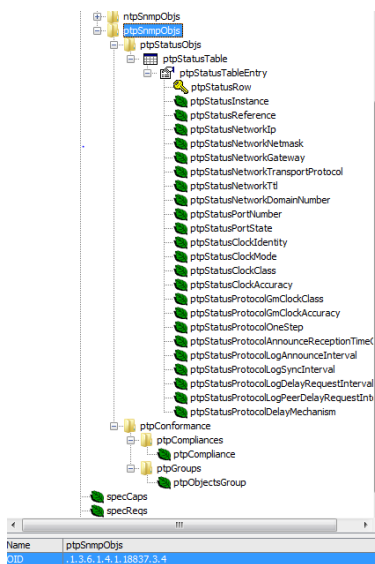 ntpSnmpObjs
ptpSnmpObjs
ptpStatusObjs
ptpStatusTable
ptpStatusTableEntry
ptpStatusRow
ptpStatusInstance
ptpStatusReference
ptpStatusNetworkIp
ptpStatusNetworkNetmask
ptpStatusNetworkGateway
ptpStatusNetworkTransportProtocol
ptpStatusNetworkTtl
ptpStatusNetworkDomainNumber
ptpStatusPortNumber
ptpStatusPortState
ptpStatusClockIdentity
ptpStatusClockMode
ptpStatusClockClass
ptpStatusClockAccuracy
ptpStatusProtocolGmClockClass
ptpStatusProtocolGmClockAccuracy
ptpStatusProtocolOneStep
ptpStatusProtocolAnnounceReceptionTimeO
ptpStatusProtocolLogAnnounceInterval
ptpStatusProtocolLogSyncInterval
ptpStatusProtocolLogDelayRequestInterval
ptpStatusProtocolLogPeerDelayRequestInt
ptpStatusProtocolDelayMechanism
ptpConformance
ptpCompliances
ptpCompliance
ptpGroups
ptpObjectsGroup
specCaps
specReqs
Name ptpSnmpObjs
OID .1.3.6.1.4.1.18837.3.4